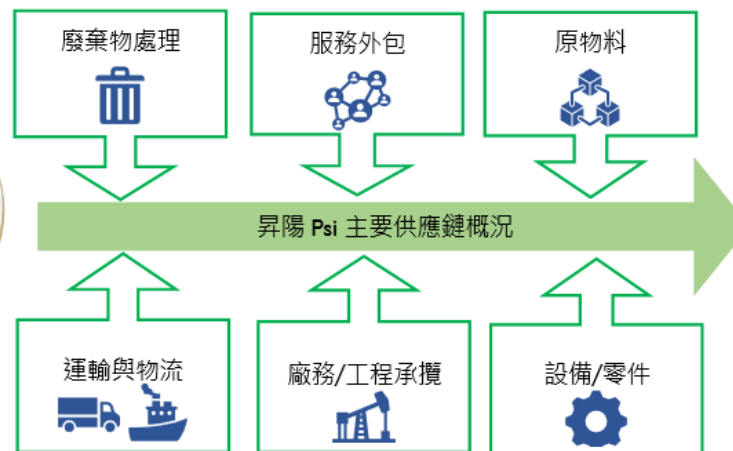 廢棄物處理
服務外包
原物料
昇陽 Psi 主要供應鏈概況
運輸與物流
廠務/工程承攬
設備/零件